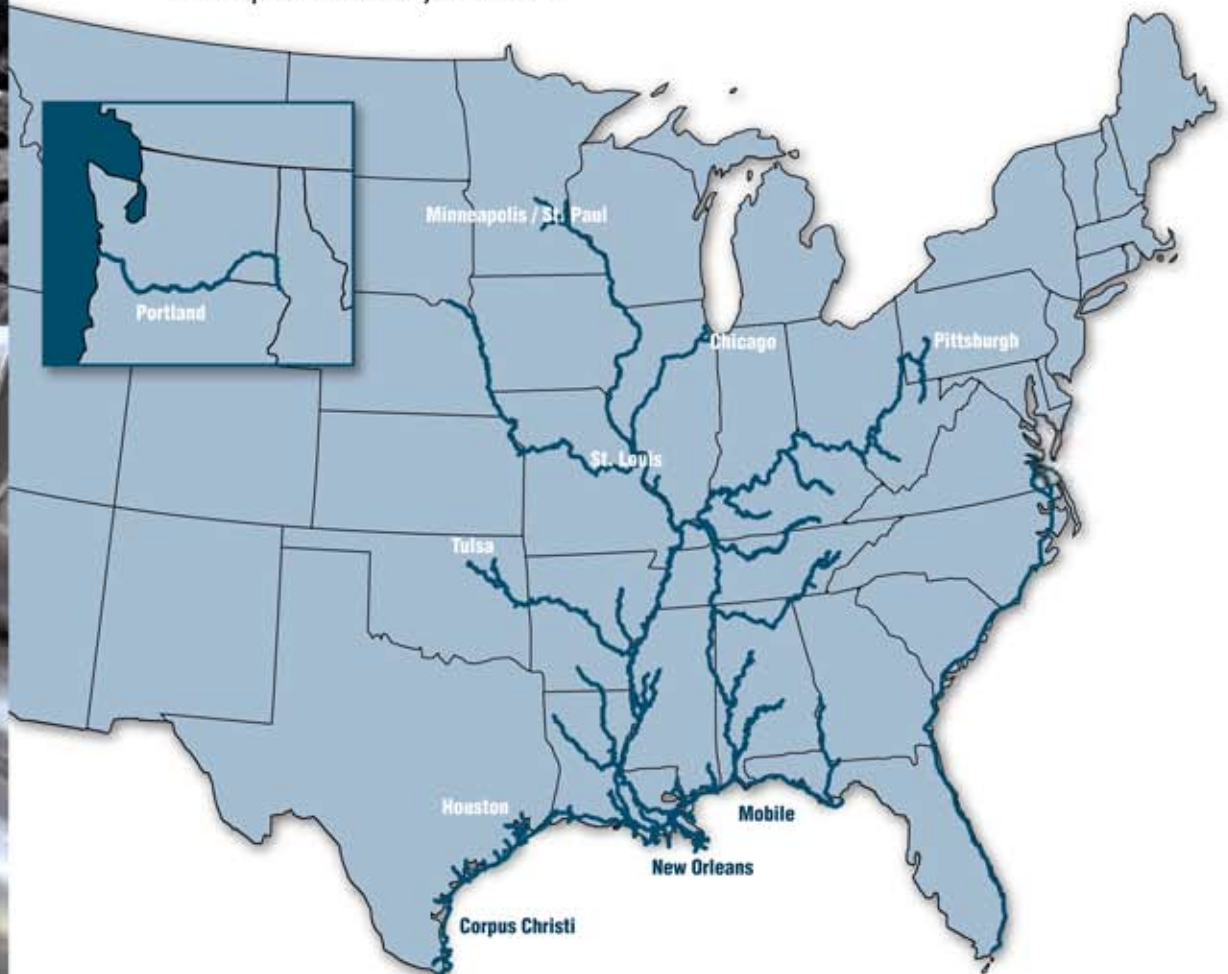 Minneapolis / St. Paul
Portland
Chicago
Pittsburgh
St. Louis
Tulsa
Houston
Mobile
New Orleans
Corpus Christi